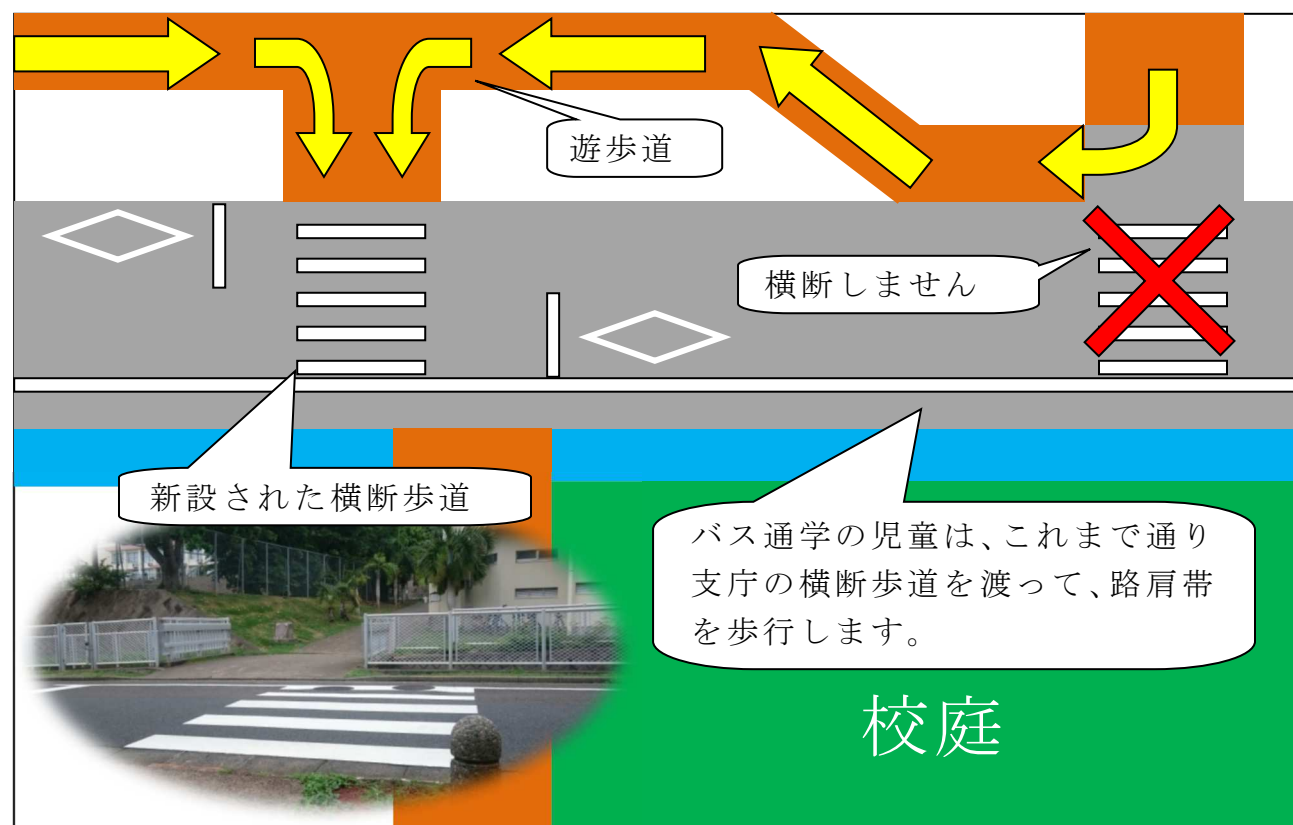 遊歩道
横断しません
新設された横断歩道
バス通学の児童は、これまで通り
支庁の横断歩道を渡って、路肩帯
を歩行します。
校庭